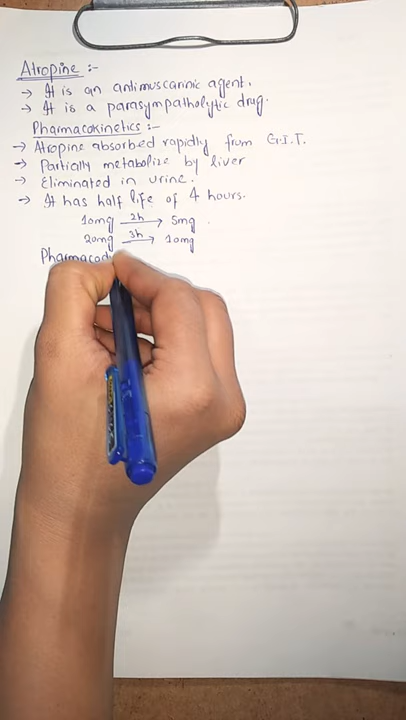 Atropine :-
→ It is an antimuscarinic agent.
→ It is a parasympatholytic drug.
Pharmacokinetics :-
→ Atropine absorbed rapidly from G.I.T.
→ Partially metabolize by liver
→ Eliminated in urine.
→ It has half life of 4 hours.
10mg 2h→ 5mg
20mg 3h→ 10mg
Pharmacod